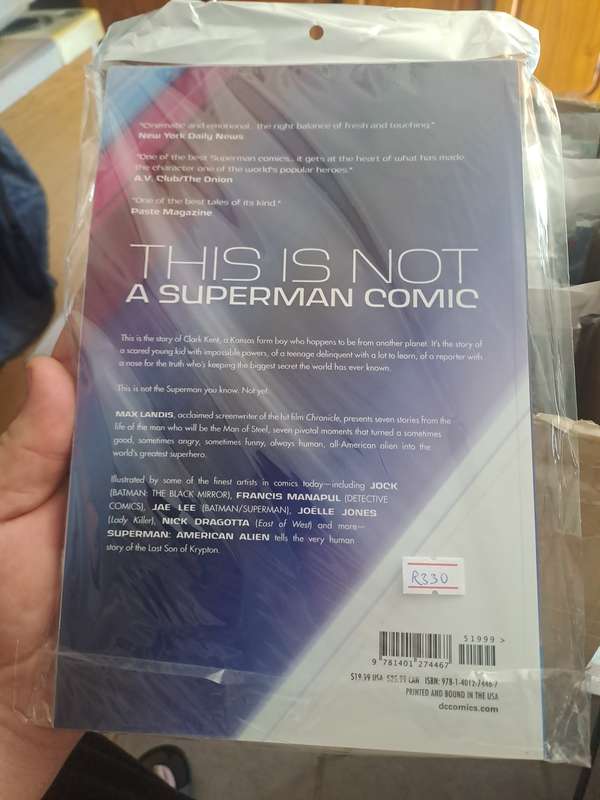 "Cinematic and emotional... the right balance of fresh and touching."
New York Daily News
"One of the best Superman comics... it gets at the heart of what has made
the character one of the world's popular heroes."
A.V. Club/The Onion
"One of the best tales of its kind."
Paste Magazine
THIS IS NOT
A SUPERMAN COMIC
This is the story of Clark Kent, a Kansas farm boy who happens to be from another planet. It's the story of
a scared young kid with impossible powers, of a teenage delinquent with a lot to learn, of a reporter with
a nose for the truth who's keeping the biggest secret the world has ever known.
This is not the Superman you know. Not yet.
MAX LANDIS, acclaimed screenwriter of the hit film Chronicle, presents seven stories from the
life of the man who will be the Man of Steel, seven pivotal moments that turned a sometimes
good, sometimes angry, sometimes funny, always human, all-American alien into the
world's greatest superhero.
Illustrated by some of the finest artists in comics today—including JOCK
(BATMAN: THE BLACK MIRROR), FRANCIS MANAPUL (DETECTIVE
COMICS), JAE LEE (BATMAN/SUPERMAN), JOËLLE JONES
(Lady Killer), NICK DRAGOTTA (East of West) and more—
SUPERMAN: AMERICAN ALIEN tells the very human
story of the Last Son of Krypton.
R330
51999 >
9 781401 274467
$19.99 USA $25.99 CAN ISBN: 978-1-4012-7446-7
PRINTED AND BOUND IN THE USA
dccomics.com